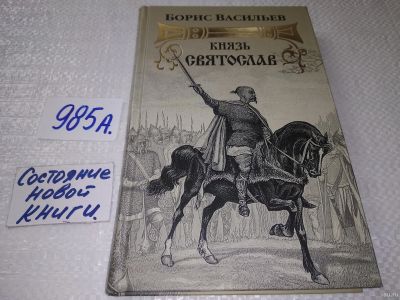 БОРИС ВАСИЛЬЕВ
КНЯЗЬ
СВЯТОСЛАВ
985А.
Состояние
новой
книги.